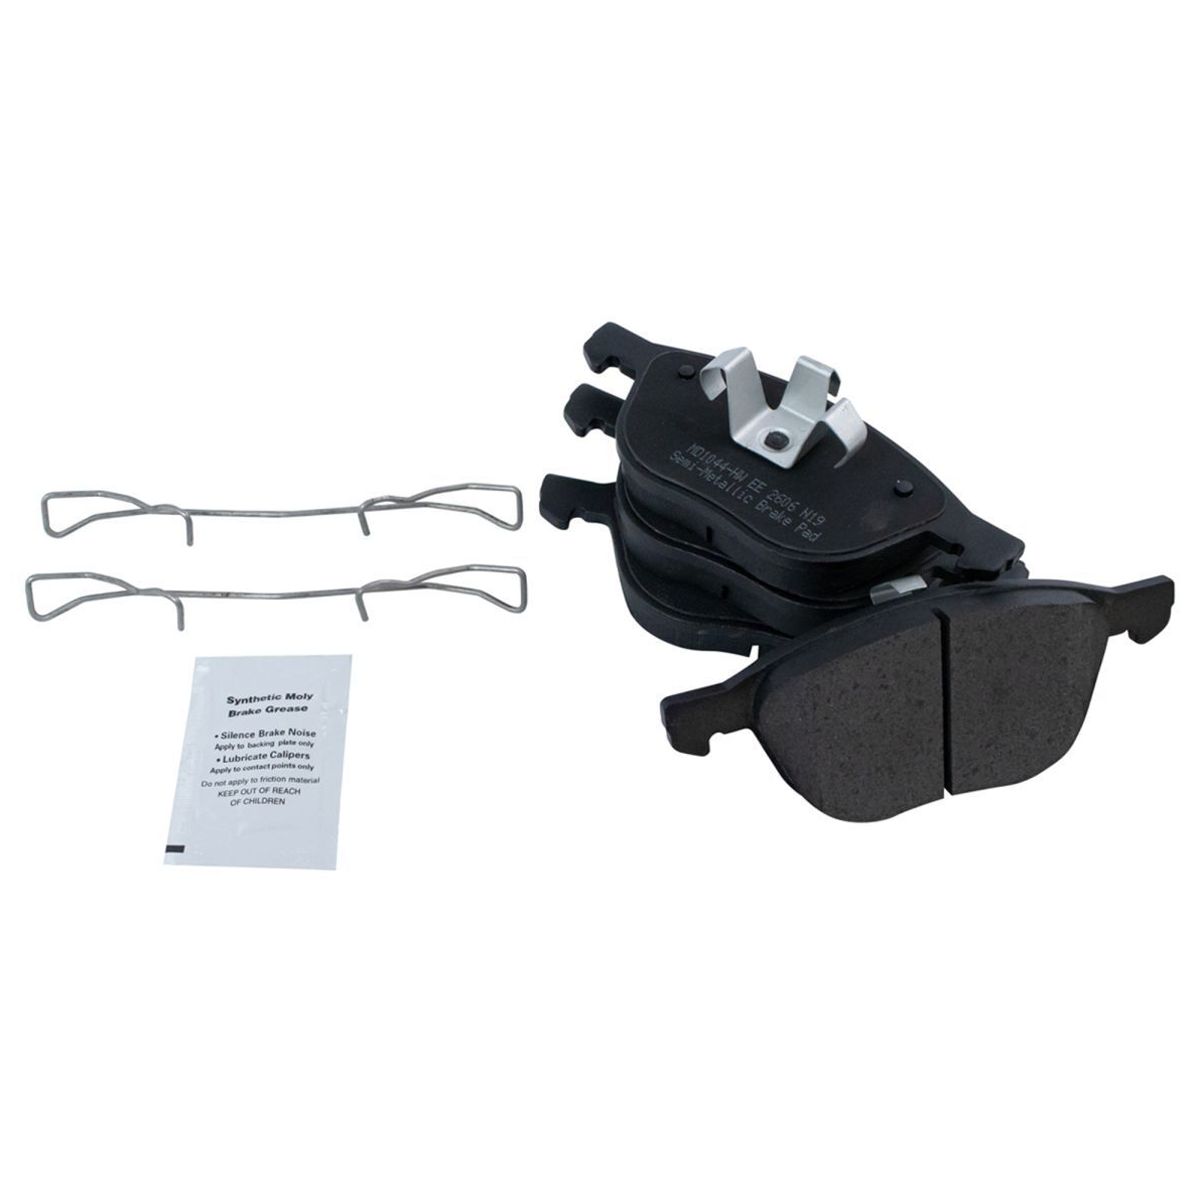 MD1044-HW EE 2606 N19
Semi-Metallic Brake Pad
Synthetic Moly
Brake Grease
• Silence Brake Noise
Apply to backing plate only
• Lubricate Calipers
Apply to contact points only
Do not apply to friction material
KEEP OUT OF REACH
OF CHILDREN